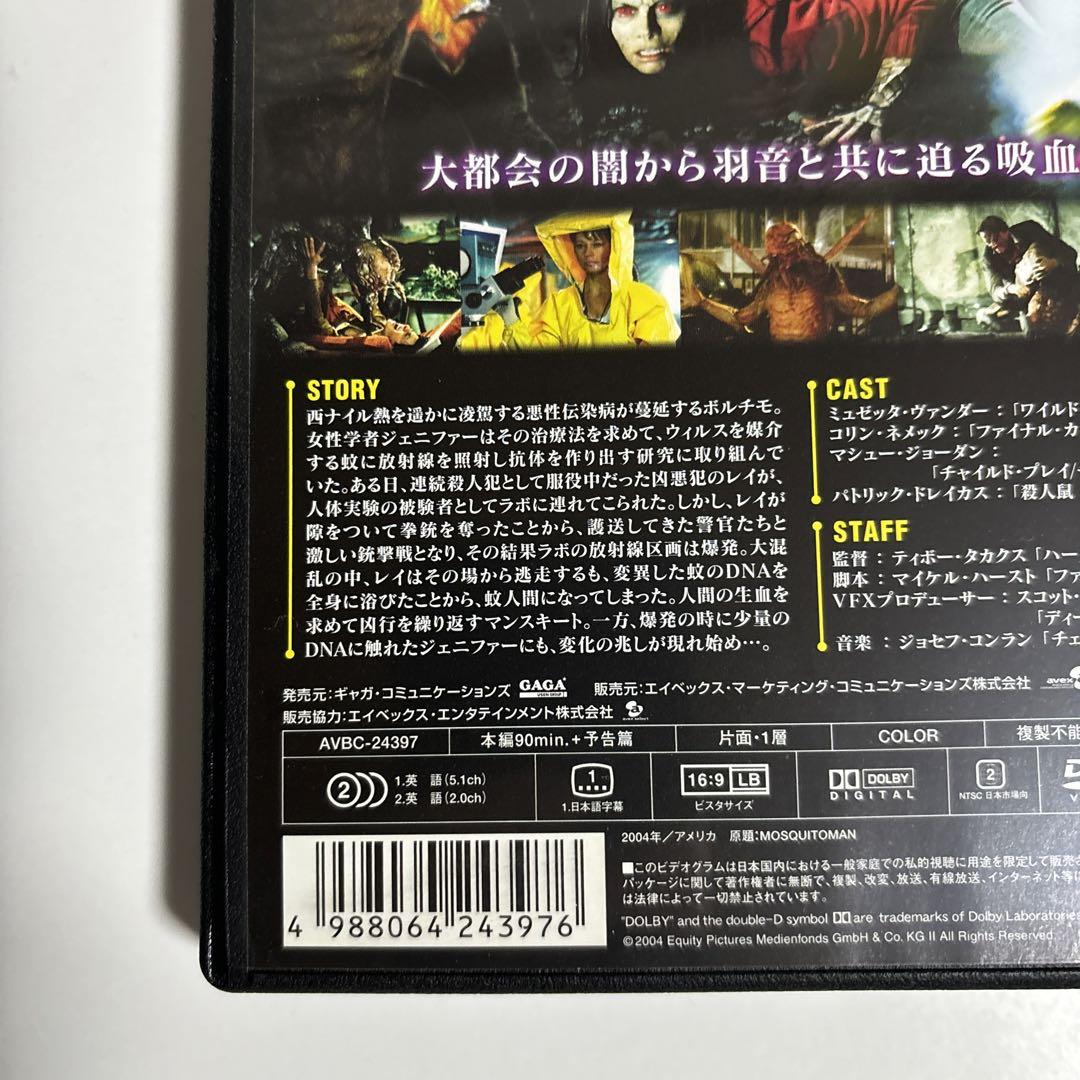 大都会の闇から羽音と共に迫る吸血
STORY
西ナイル熱を遥かに凌駕する悪性伝染病が蔓延するボルチモ。
女性学者ジェニファーはその治療法を求めて、ウィルスを媒介
する蚊に放射線を照射し抗体を作り出す研究に取り組んで
いた。ある日、連続殺人犯として服役中だった凶悪犯のレイが、
人体実験の被験者としてラボに連れてこられた。しかし、レイが
隙をついて拳銃を奪ったことから、護送してきた警官たちと
激しい銃撃戦となり、その結果ラボの放射線区画は爆発。大混
乱の中、レイはその場から逃走するも、変異した蚊のDNAを
全身に浴びたことから、蚊人間になってしまった。人間の生血を
求めて凶行を繰り返すマンスキート。一方、爆発の時に少量の
DNAに触れたジェニファーにも、変化の兆しが現れ始め…。
CAST
ミュゼッタ・ヴァンダー：「ワイルド
コリン・ネメック：「ファイナル・カ
マシュー・ジョーダン：
「チャイルド・プレイ/
パトリック・ドレイカス：「殺人鼠
STAFF
監督：ティボー・タカクス「ハー
脚本：マイケル・ハースト「ファ
VFXプロデューサー：スコット・
「ディー
音楽：ジョセフ・コンラン「チェ
発売元：ギャガ・コミュニケーションズ GAGA 販売元：エイベックス・マーケティング・コミュニケーションズ株式会社 avex
販売協力：エイベックス・エンタテインメント株式会社
AVBC-24397 本編90min.+予告篇 片面・1層 COLOR 複製不能
2 1.英 語（5.1ch） 2.英 語（2.0ch）
1 1.日本語字幕
16:9 LB ビスタサイズ
DOLBY DIGITAL
2 NTSC 日本市場向
2004年／アメリカ 原題：MOSQUITOMAN
■このビデオグラムは日本国内における一般家庭での私的視聴に用途を限定して販売さ
パッケージに関して著作権者に無断で、複製、改変、放送、有線放送、インターネット等に
は法律によって一切禁止されています。
"DOLBY" and the double-D symbol are trademarks of Dolby Laboratories
©2004 Equity Pictures Medienfonds GmbH & Co. KG II All Rights Reserved.
4 988064 243976